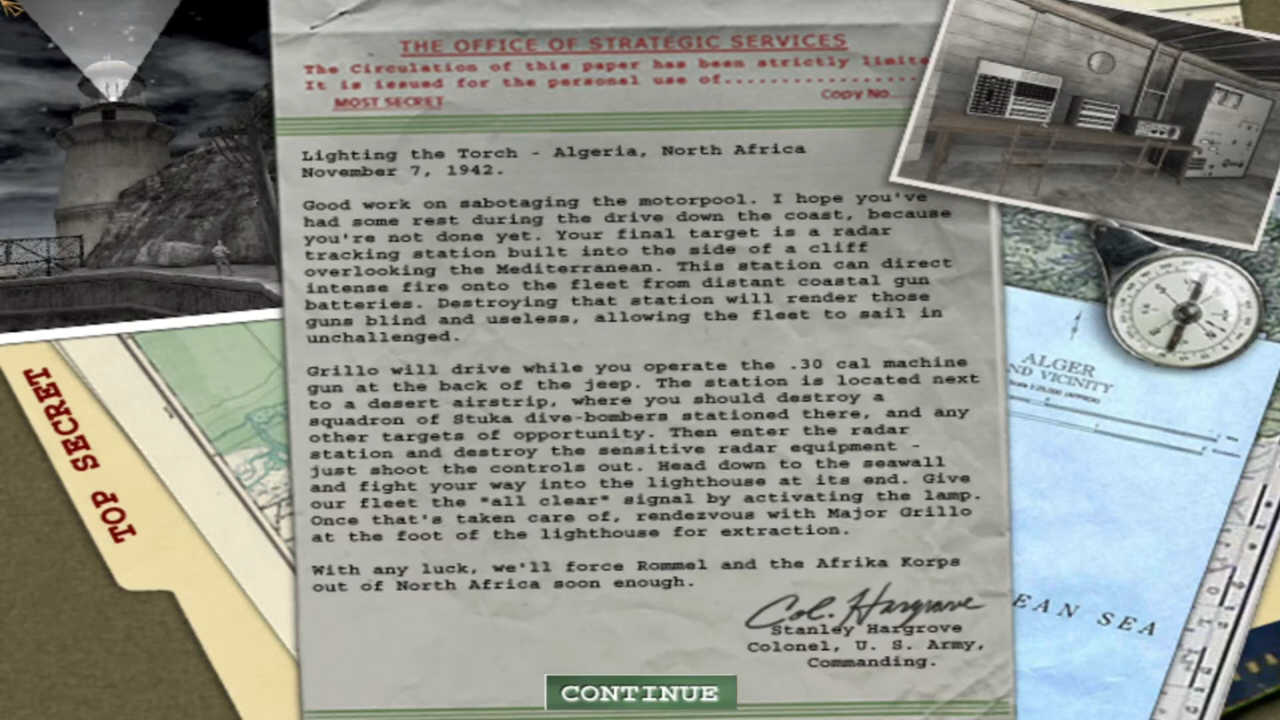 THE OFFICE OF STRATEGIC SERVICES
The Circulation of this paper has been strictly
It is issued for the personal use of..................
MOST SECRET
Copy No....
Lighting the Torch - Algeria, North Africa
November 7, 1942.
Good work on sabotaging the motorpool. I hope you've
had some rest during the drive down the coast, because
you're not done yet. Your final target is a radar
tracking station built into the side of a cliff
overlooking the Mediterranean. This station can direct
intense fire onto the fleet from distant coastal gun
batteries. Destroying that station will render those
guns blind and useless, allowing the fleet to sail in
unchallenged.
Grillo will drive while you operate the .30 cal machine
gun at the back of the jeep. The station is located next
to a desert airstrip, where you should destroy a
squadron of Stuka dive-bombers stationed there, and any
other targets of opportunity. Then enter the radar
station and destroy the sensitive radar equipment -
just shoot the controls out. Head down to the seawall
and fight your way into the lighthouse at its end. Give
our fleet the "all clear" signal by activating the lamp.
Once that's taken care of, rendezvous with Major Grillo
at the foot of the lighthouse for extraction.
With any luck, we'll force Rommel and the Afrika Korps
out of North Africa soon enough.
Col. Hargrave
Stanley Hargrove
Colonel, U. S. Army,
Commanding.
CONTINUE
TOP SECRET
ALGER
ND VICINITY
EAN SEA